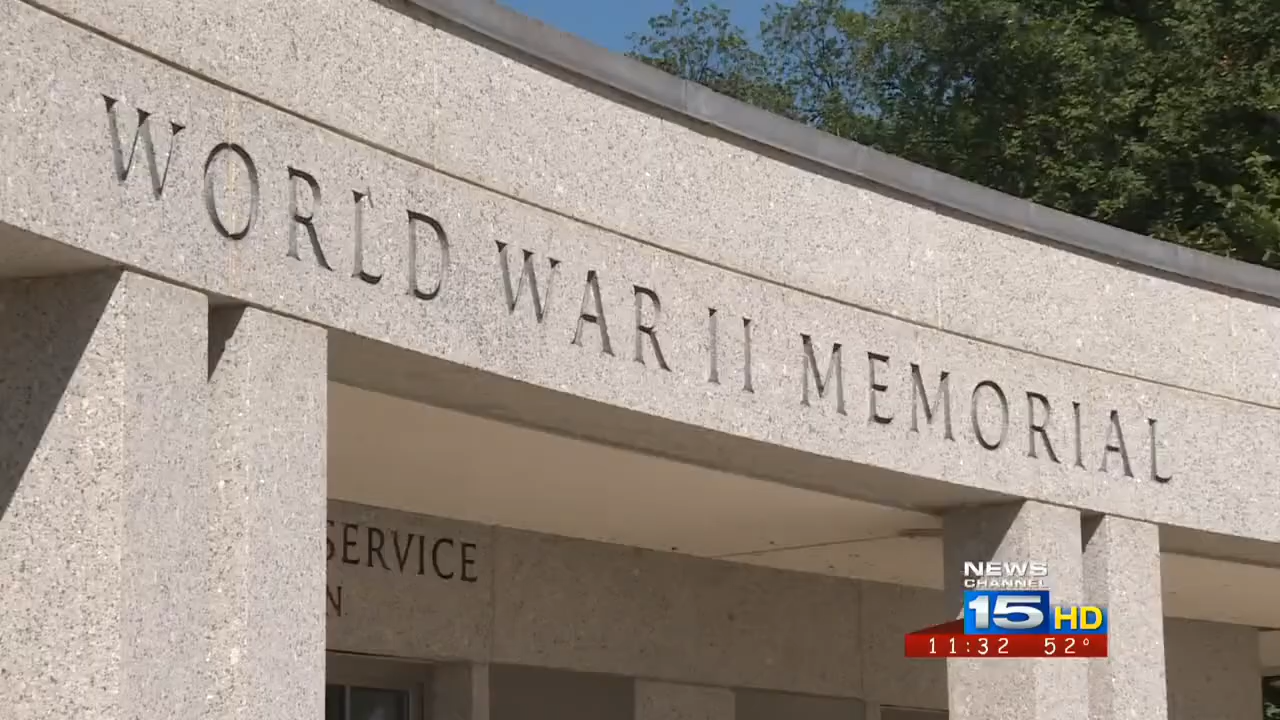 WORLD WAR II MEMORIAL
SERVICE
N
NEWS
CHANNEL
15 HD
11:32 52°